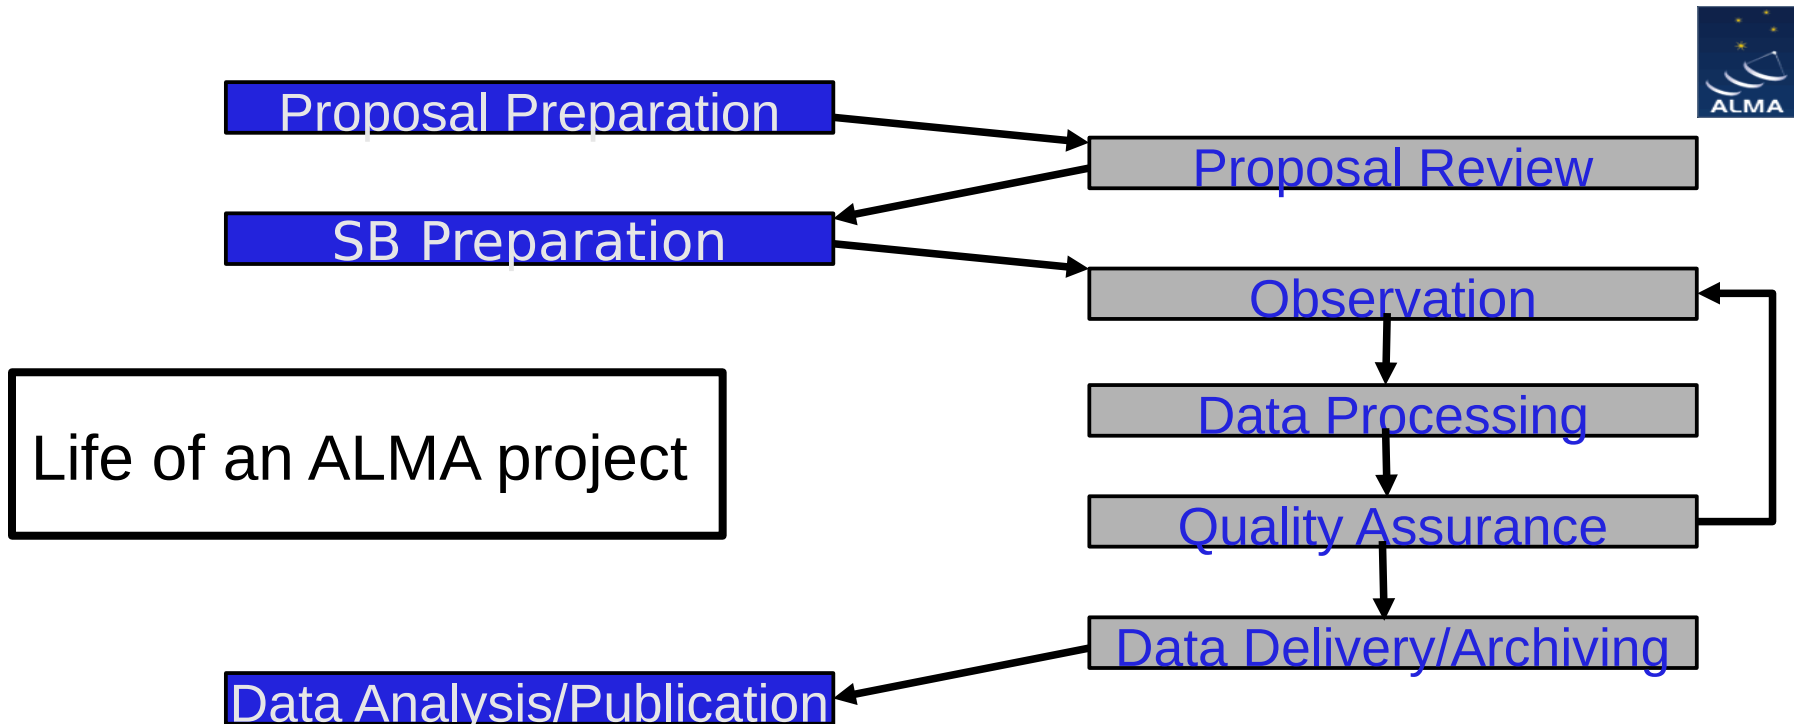 ALMA
Proposal Preparation
Proposal Review
SB Preparation
Observation
Data Processing
Life of an ALMA project
Quality Assurance
Data Delivery/Archiving
Data Analysis/Publication